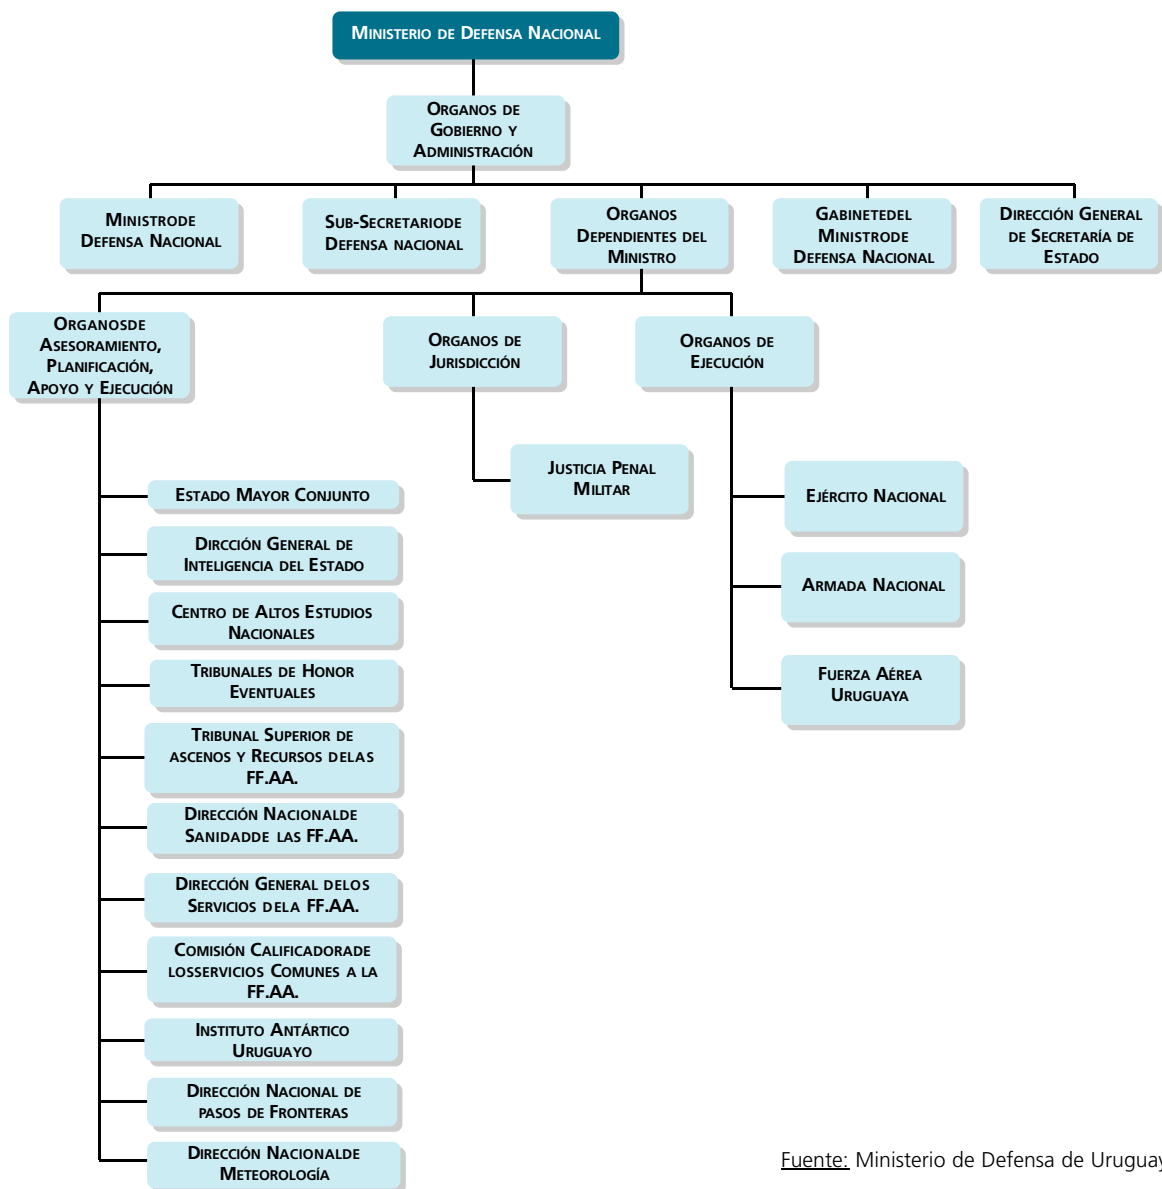 MINISTERIO DE DEFENSA NACIONAL
ORGANOS DE
GOBIERNO Y
ADMINISTRACIÓN
MINISTRODE
DEFENSA NACIONAL
SUB-SECRETARIODE
DEFENSA NACIONAL
ORGANOS
DEPENDIENTES DEL
MINISTRO
GABINETEDEL
MINISTRODE
DEFENSA NACIONAL
DIRECCIÓN GENERAL
DE SECRETARÍA DE
ESTADO
ORGANOSDE
ASESORAMIENTO,
PLANIFICACIÓN,
APOYO Y EJECUCIÓN
ORGANOS DE
JURISDICCIÓN
ORGANOS DE
EJECUCIÓN
ESTADO MAYOR CONJUNTO
DIRCCIÓN GENERAL DE
INTELIGENCIA DEL ESTADO
CENTRO DE ALTOS ESTUDIOS
NACIONALES
TRIBUNALES DE HONOR
EVENTUALES
TRIBUNAL SUPERIOR DE
ASCENOS Y RECURSOS DELAS
FF.AA.
DIRECCIÓN NACIONALDE
SANIDADDE LAS FF.AA.
DIRECCIÓN GENERAL DELOS
SERVICIOS DELA FF.AA.
COMISIÓN CALIFICADORADE
LOSSERVICIOS COMUNES A LA
FF.AA.
INSTITUTO ANTÁRTICO
URUGUAYO
DIRECCIÓN NACIONAL DE
PASOS DE FRONTERAS
DIRECCIÓN NACIONALDE
METEOROLOGÍA
JUSTICIA PENAL
MILITAR
EJÉRCITO NACIONAL
ARMADA NACIONAL
FUERZA AÉREA
URUGUAYA
Fuente: Ministerio de Defensa de Uruguay